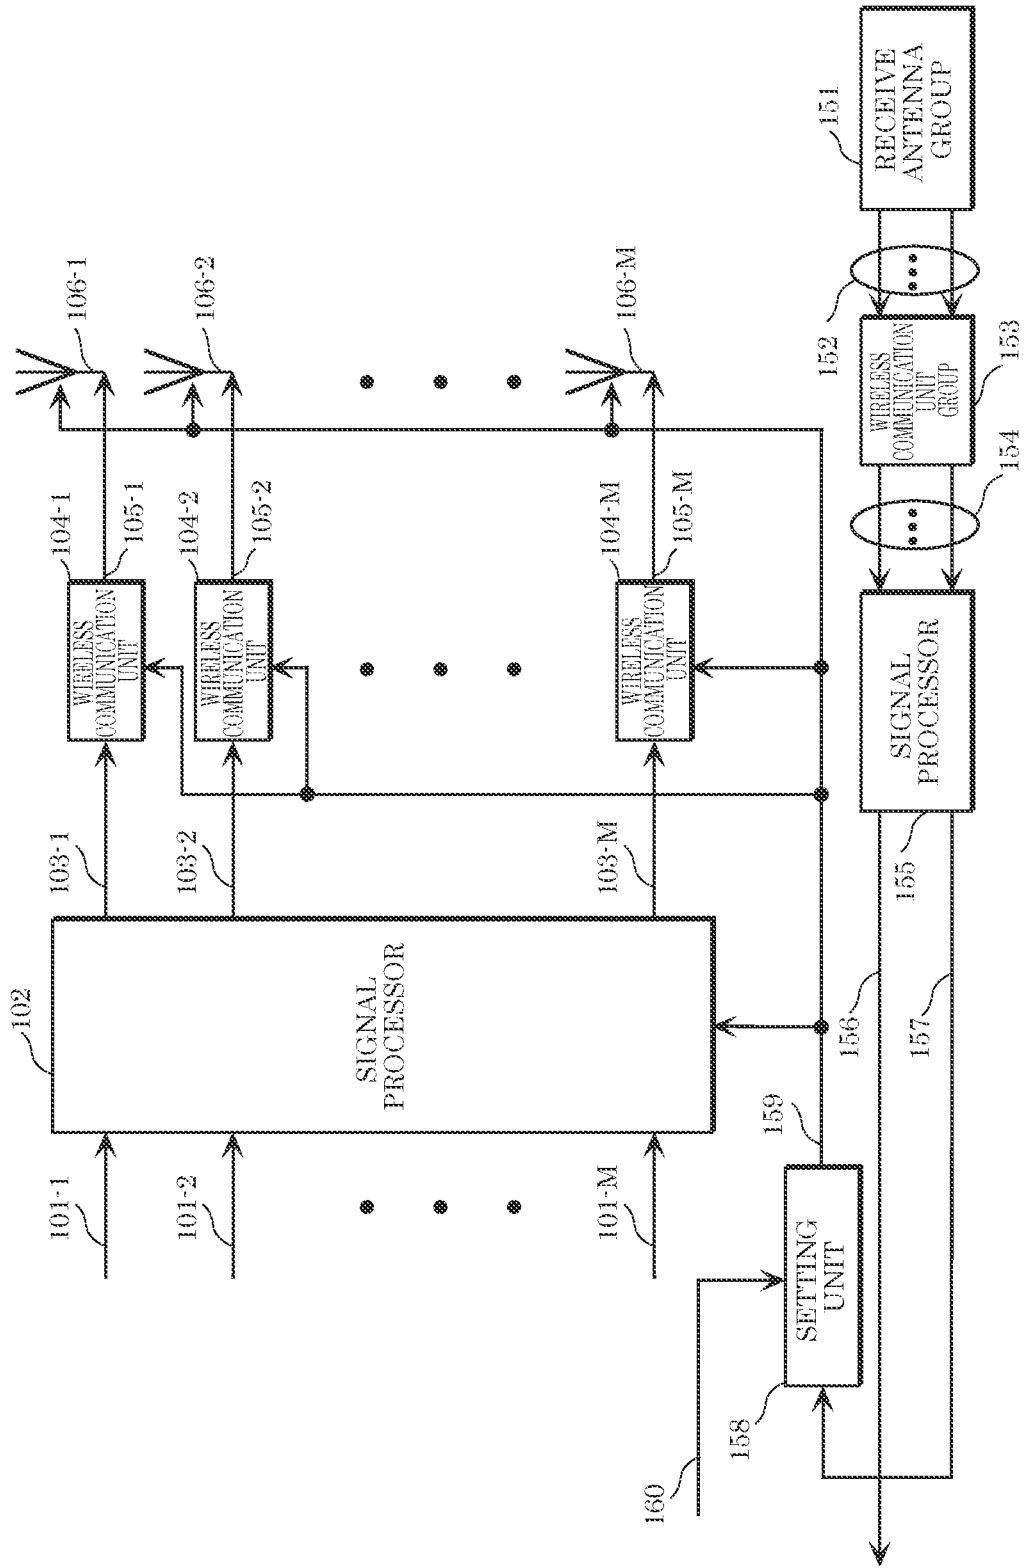 101-1
101-2
101-M
102
SIGNAL
PROCESSOR
103-1
103-2
103-M
104-1
WIRELESS
COMMUNICATION
UNIT
105-1
104-2
WIRELESS
COMMUNICATION
UNIT
105-2
104-M
WIRELESS
COMMUNICATION
UNIT
105-M
106-1
106-2
106-M
160
158
SETTING
UNIT
159
156
157
155
SIGNAL
PROCESSOR
154
WIRELESS
COMMUNICATION
UNIT
GROUP
153
152
151
RECEIVE
ANTENNA
GROUP